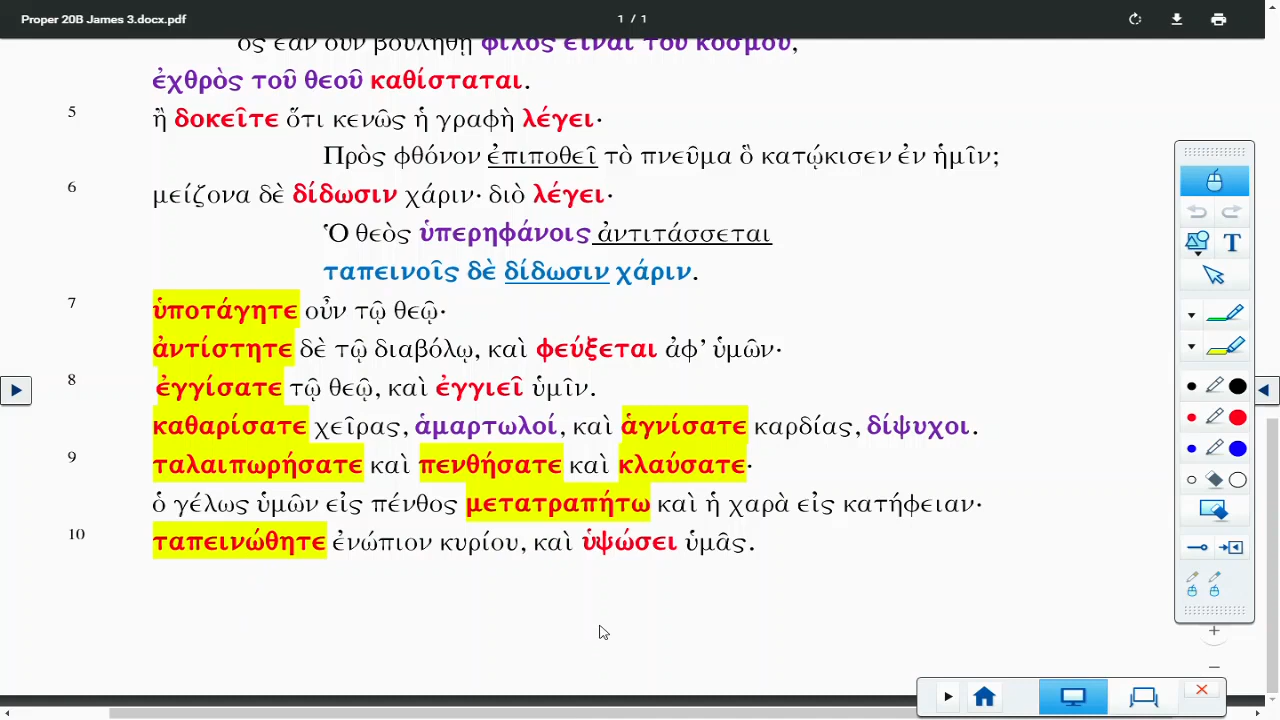 Proper 20B James 3.docx.pdf
1 / 1
ὃς ἐὰν οὖν βουληθῇ φίλος εἶναι τοῦ κόσμου,
ἐχθρὸς τοῦ θεοῦ καθίσταται.
5 ἢ δοκεῖτε ὅτι κενῶς ἡ γραφὴ λέγει·
Πρὸς φθόνον ἐπιποθεῖ τὸ πνεῦμα ὃ κατῴκισεν ἐν ἡμῖν;
6 μείζονα δὲ δίδωσιν χάριν· διὸ λέγει·
Ὁ θεὸς ὑπερηφάνοις ἀντιτάσσεται
ταπεινοῖς δὲ δίδωσιν χάριν.
7 ὑποτάγητε οὖν τῷ θεῷ·
ἀντίστητε δὲ τῷ διαβόλῳ, καὶ φεύξεται ἀφ’ ὑμῶν·
8 ἐγγίσατε τῷ θεῷ, καὶ ἐγγιεῖ ὑμῖν.
καθαρίσατε χεῖρας, ἁμαρτωλοί, καὶ ἁγνίσατε καρδίας, δίψυχοι.
9 ταλαιπωρήσατε καὶ πενθήσατε καὶ κλαύσατε·
ὁ γέλως ὑμῶν εἰς πένθος μετατραπήτω καὶ ἡ χαρὰ εἰς κατήφειαν·
10 ταπεινώθητε ἐνώπιον κυρίου, καὶ ὑψώσει ὑμᾶς.
T